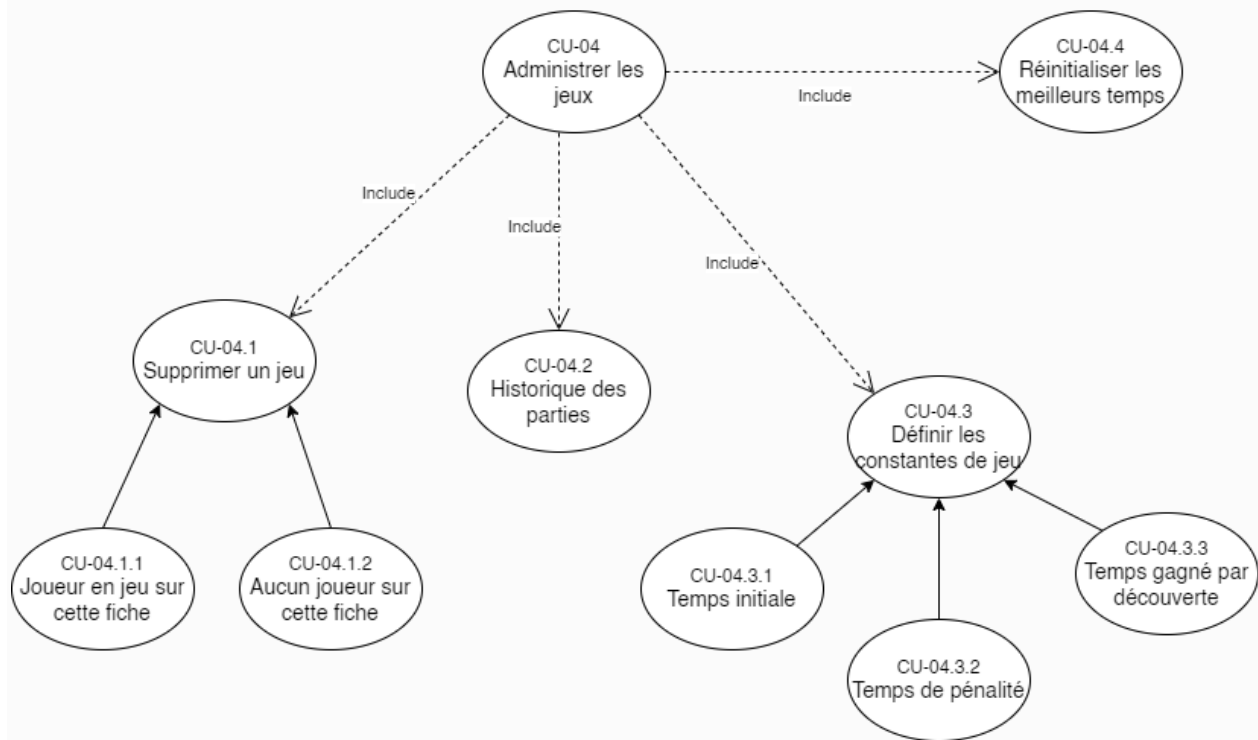 CU-04
Administrer les
jeux
CU-04.4
Réinitialiser les
meilleurs temps
Include
Include
Include
Include
CU-04.1
Supprimer un jeu
CU-04.2
Historique des
parties
CU-04.3
Définir les
constantes de jeu
CU-04.1.1
Joueur en jeu sur
cette fiche
CU-04.1.2
Aucun joueur sur
cette fiche
CU-04.3.1
Temps initiale
CU-04.3.3
Temps gagné par
découverte
CU-04.3.2
Temps de pénalité